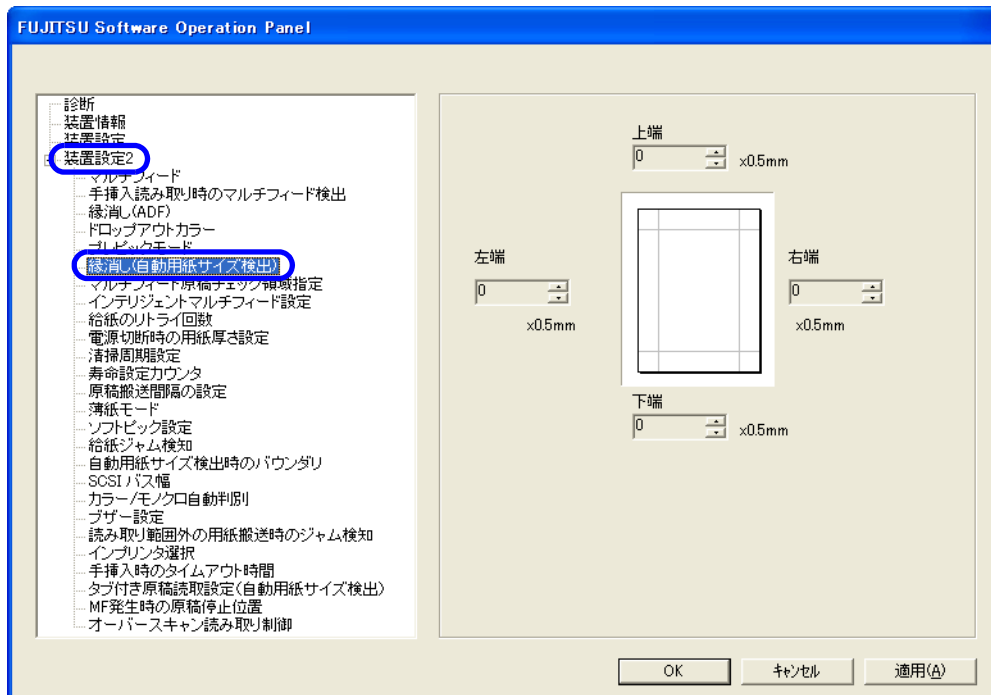 FUJITSU Software Operation Panel
診断
装置情報
装置設定
装置設定2
マルチフィード
手挿入読み取り時のマルチフィード検出
縁消し(ADF)
ドロップアウトカラー
プレピックモード
縁消し(自動用紙サイズ検出)
マルチフィード原稿チェック領域指定
インテリジェントマルチフィード設定
給紙のリトライ回数
電源切断時の用紙厚さ設定
清掃周期設定
寿命設定カウンタ
原稿搬送間隔の設定
薄紙モード
ソフトピック設定
給紙ジャム検知
自動用紙サイズ検出時のバウンダリ
SCSI バス幅
カラー/モノクロ自動判別
ブザー設定
読み取り範囲外の用紙搬送時のジャム検知
インプリンタ選択
手挿入時のタイムアウト時間
タブ付き原稿読取設定(自動用紙サイズ検出)
MF発生時の原稿停止位置
オーバースキャン読み取り制御
上端
0 x0.5mm
左端
0
x0.5mm
右端
0
x0.5mm
下端
0 x0.5mm
OK キャンセル 適用(A)